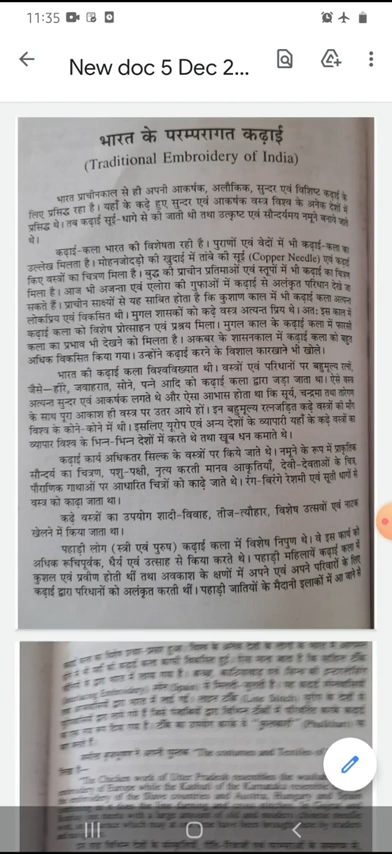 11:35
New doc 5 Dec 2...
भारत के परम्परागत कढ़ाई
(Traditional Embroidery of India)
भारत प्राचीनकाल से ही अपनी आकर्षक, अलौकिक, सुन्दर एवं विशिष्ट कढ़ाई के
लिए प्रसिद्ध रहा है। यहाँ के कढ़े हुए सुन्दर एवं आकर्षक वस्त्र विश्व के अनेक देशों में
प्रसिद्ध थे। तब कढ़ाई सूई-धागे से की जाती थी तथा उत्कृष्ट एवं सौन्दर्यमय नमूने बनाये जाते
थे।
कढ़ाई-कला भारत की विशेषता रही है। पुराणों एवं वेदों में भी कढ़ाई-कला का
उल्लेख मिलता है। मोहनजोदड़ो की खुदाई में तांबे की सूई (Copper Needle) एवं कढ़ाई
किए वस्त्रों का चित्रण मिला है। बुद्ध की प्राचीन प्रतिमाओं एवं स्तूपों में भी कढ़ाई का चित्रण
मिला है। आज भी अजन्ता एवं एलोरा की गुफाओं में कढ़ाई से अलंकृत परिधान देखे जा
सकते हैं। प्राचीन साक्ष्यों से यह साबित होता है कि कुशाण काल में भी कढ़ाई कला अत्यन्त
लोकप्रिय एवं विकसित थी। मुगल शासकों को कढ़े वस्त्र अत्यन्त प्रिय थे। अतः इस काल में
कढ़ाई कला को विशेष प्रोत्साहन एवं प्रश्रय मिला। मुगल काल के कढ़ाई कला में फारसी
कला का प्रभाव भी देखने को मिलता है। अकबर के शासनकाल में कढ़ाई कला को बहुत
अधिक विकसित किया गया। उन्होंने कढ़ाई करने के विशाल कारखाने भी खोले।
भारत की कढ़ाई कला विश्वविख्यात थी। वस्त्रों एवं परिधानों पर बहुमूल्य रत्नों,
जैसे—हीरे, जवाहरात, सोने, पन्ने आदि को कढ़ाई कला द्वारा जड़ा जाता था। ऐसे वस्त्र
अत्यन्त सुन्दर एवं आकर्षक लगते थे और ऐसा आभास होता था कि सूर्य, चन्द्रमा तथा तारेगण
के साथ पूरा आकाश ही वस्त्र पर उतर आये हों। इन बहुमूल्य रत्नजड़ित कढ़े वस्त्रों की माँग
विश्व के कोने-कोने में थी। इसलिए यूरोप एवं अन्य देशों के व्यापारी यहाँ के कढ़े वस्त्रों का
व्यापार विश्व के भिन्न-भिन्न देशों में करते थे तथा खूब धन कमाते थे।
कढ़ाई कार्य अधिकतर सिल्क के वस्त्रों पर किये जाते थे। नमूने के रूप में प्राकृतिक
सौन्दर्य का चित्रण, पशु-पक्षी, नृत्य करती मानव आकृतियाँ, देवी-देवताओं के चित्र,
पौराणिक गाथाओं पर आधारित चित्रों को काढ़े जाते थे। रंग-बिरंगे रेशमी एवं सूती धागों से
वस्त्र को काढ़ा जाता था।
कढ़े वस्त्रों का उपयोग शादी-विवाह, तीज-त्यौहार, विशेष उत्सवों एवं नाटक
खेलने में किया जाता था।
पहाड़ी लोग (स्त्री एवं पुरुष) कढ़ाई कला में विशेष निपुण थे। वे इस कार्य को
अधिक रूचिपूर्वक, धैर्य एवं उत्साह से किया करते थे। पहाड़ी महिलायें कढ़ाई कला में
कुशल एवं प्रवीण होती थीं तथा अवकाश के क्षणों में अपने एवं अपने परिवारों के लिए
कढ़ाई द्वारा परिधानों को अलंकृत करती थीं। पहाड़ी जातियों के मैदानी इलाकों में आ जाने से